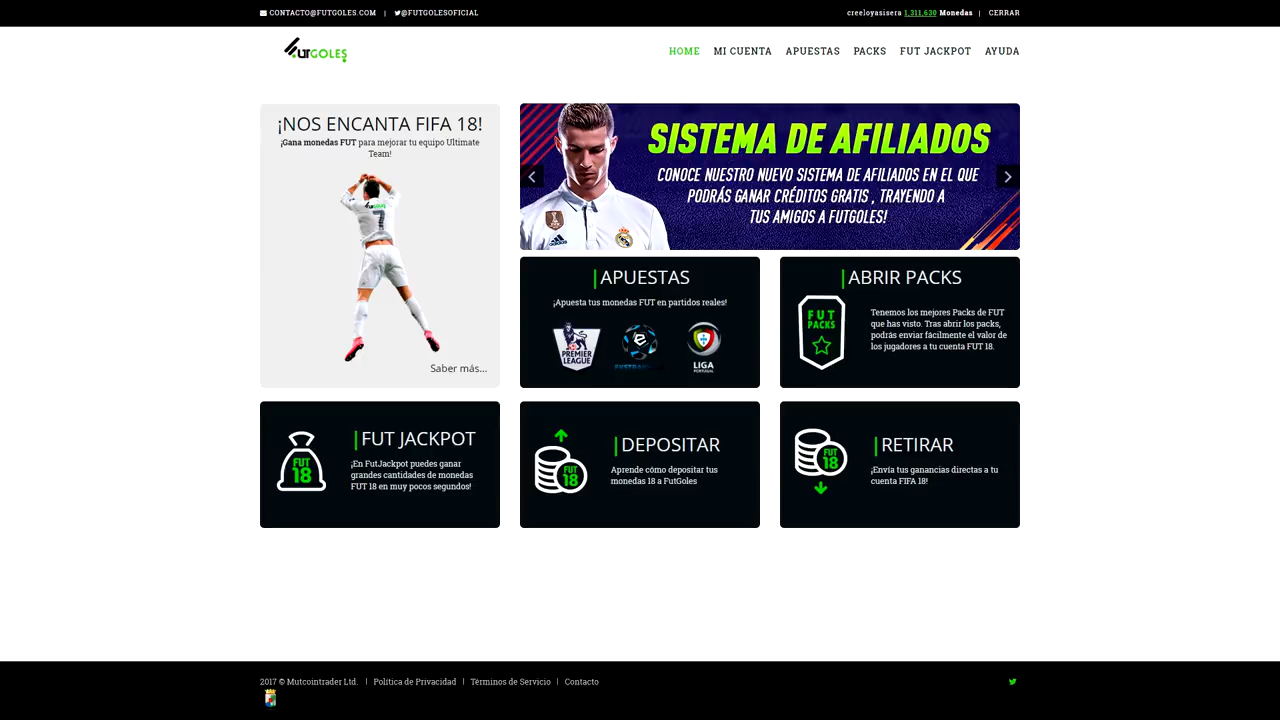 CONTACTO@FUTGOLES.COM | @FUTGOLESOFICIAL
creeloyasisera 1,311,630 Monedas | CERRAR
FUTGOLES
HOME MI CUENTA APUESTAS PACKS FUT JACKPOT AYUDA
¡NOS ENCANTA FIFA 18!
¡Gana monedas FUT para mejorar tu equipo Ultimate
Team!
7
Saber más...
SISTEMA DE AFILIADOS
CONOCE NUESTRO NUEVO SISTEMA DE AFILIADOS EN EL QUE
PODRÁS GANAR CRÉDITOS GRATIS , TRAYENDO A
TUS AMIGOS A FUTGOLES!
adidas
|APUESTAS
¡Apuesta tus monedas FUT en partidos reales!
PREMIER
LEAGUE
LIGA
PORTUGAL
|ABRIR PACKS
FUT
PACKS
Tenemos los mejores Packs de FUT
que has visto. Tras abrir los packs,
podrás enviar fácilmente el valor de
los jugadores a tu cuenta FUT 18.
|FUT JACKPOT
FUT
18
¡En FutJackpot puedes ganar
grandes cantidades de monedas
FUT 18 en muy pocos segundos!
|DEPOSITAR
FUT
18
Aprende cómo depositar tus
monedas 18 a FutGoles
|RETIRAR
FUT
18
¡Envía tus ganancias directas a tu
cuenta FIFA 18!
2017 © Mutcointrader Ltd. | Política de Privacidad | Términos de Servicio | Contacto